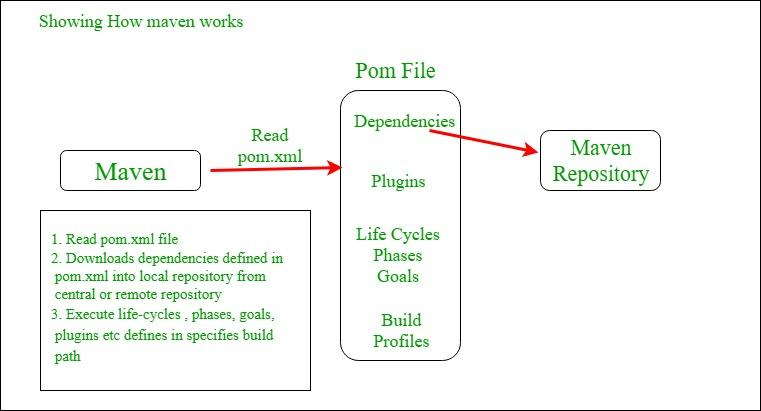 Showing How maven works
Pom File
Dependencies
Read
pom.xml
Maven
Maven
Repository
Plugins
Life Cycles
Phases
Goals
Build
Profiles
1. Read pom.xml file
2. Downloads dependencies defined in
pom.xml into local repository from
central or remote repository
3. Execute life-cycles , phases, goals,
plugins etc defines in specifies build
path